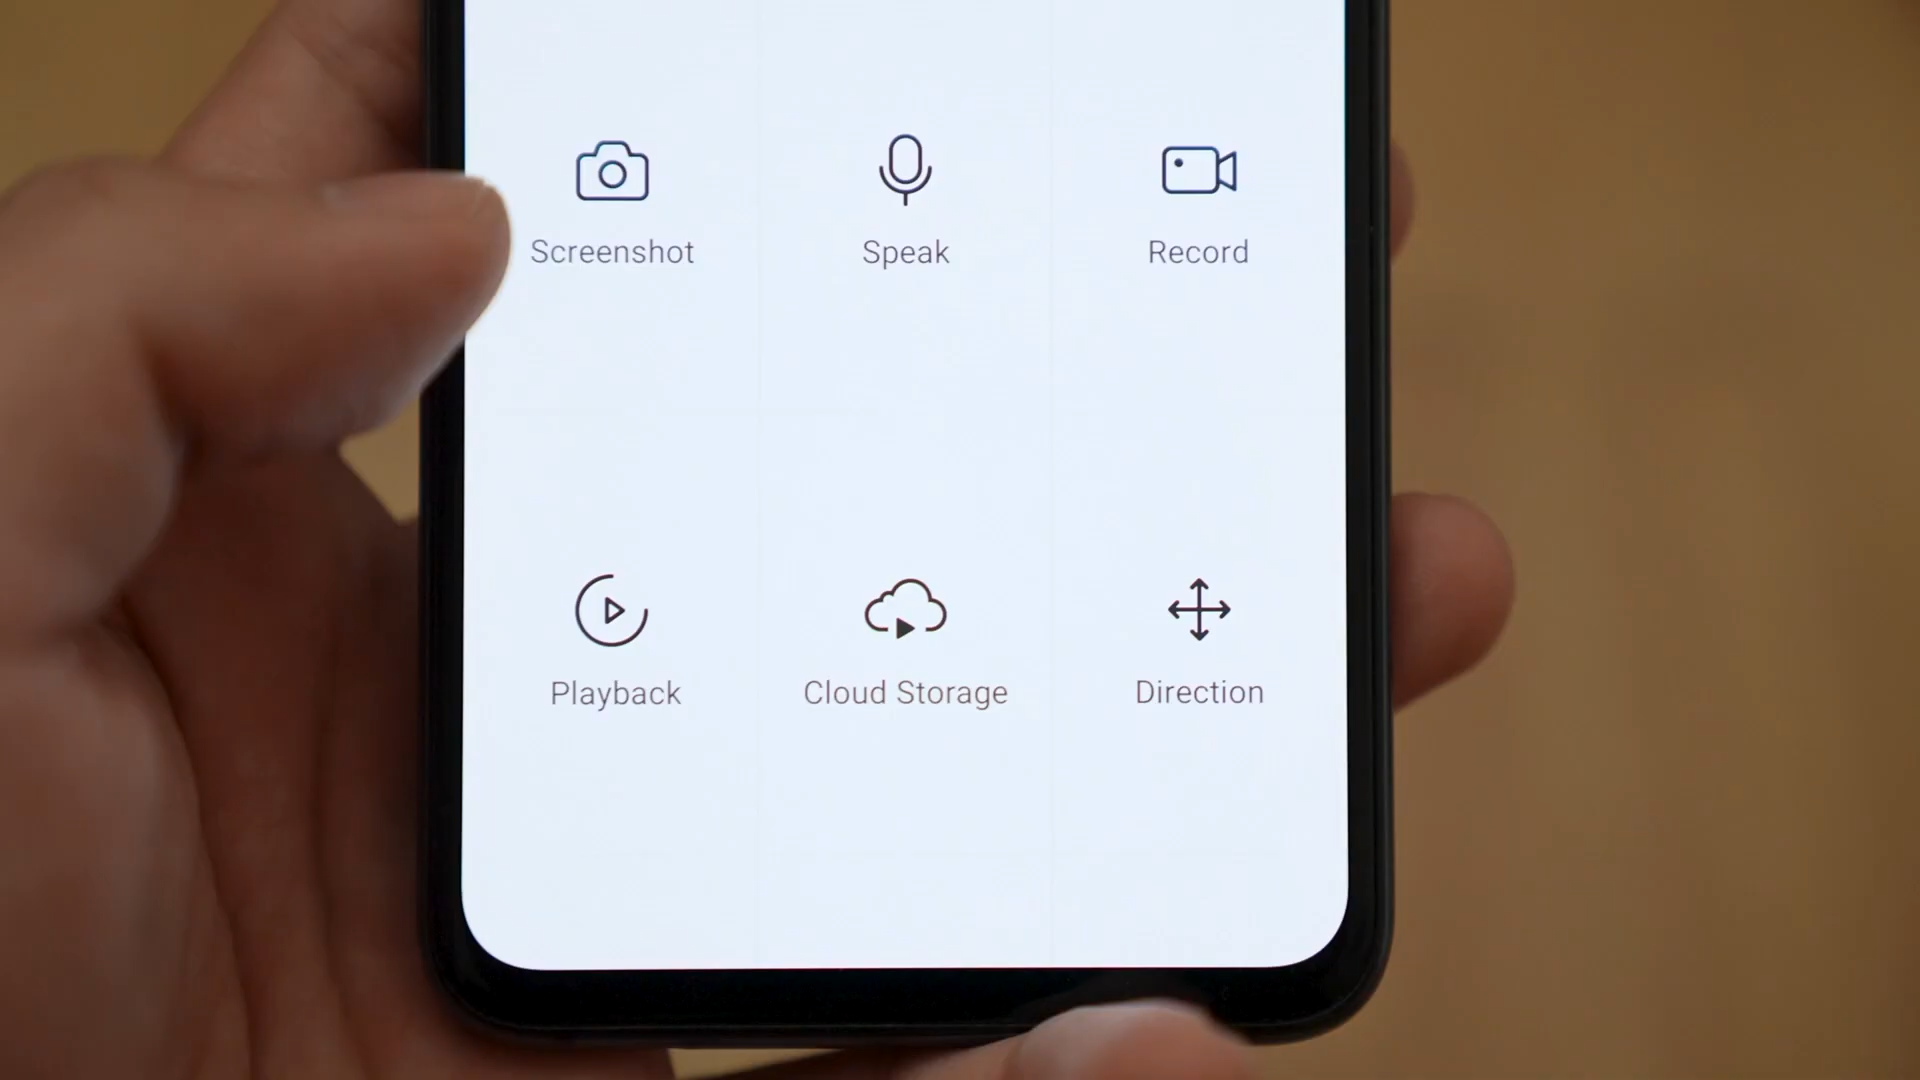 Screenshot
Speak
Record
Playback
Cloud Storage
Direction